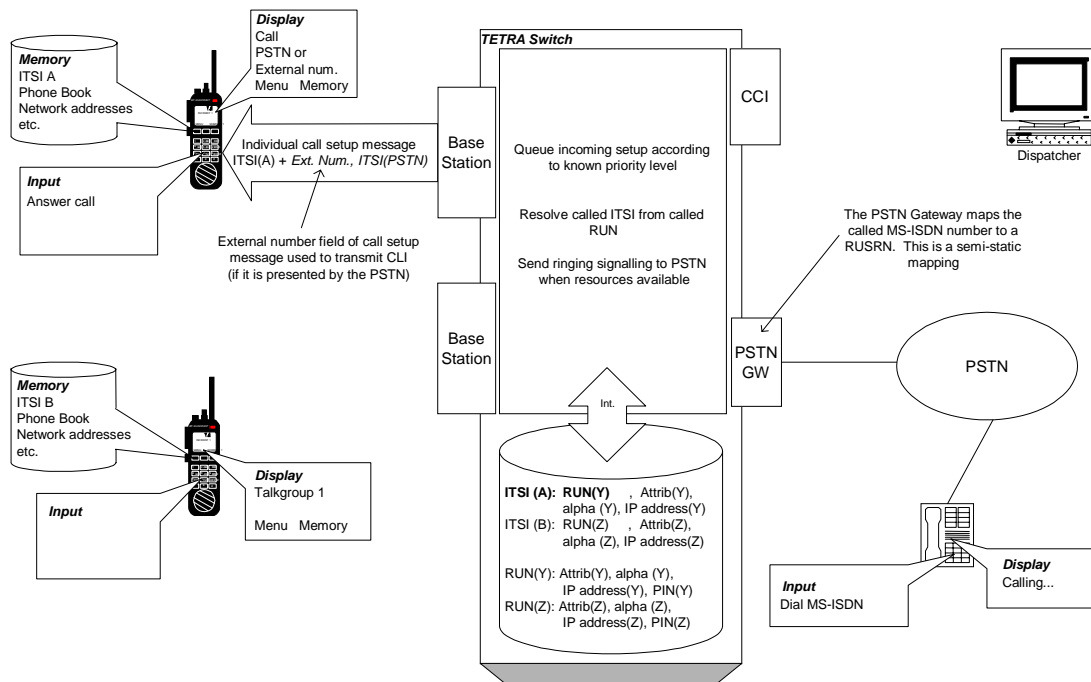 Memory
ITSI A
Phone Book
Network addresses
etc.
Display
Call
PSTN or
External num.
Menu Memory
Input
Answer call
Individual call setup message
ITSI(A) + Ext. Num., ITSI(PSTN)
External number field of call setup
message used to transmit CLI
(if it is presented by the PSTN)
TETRA Switch
Base
Station
Base
Station
CCI
Queue incoming setup according
to known priority level
Resolve called ITSI from called
RUN
Send ringing signalling to PSTN
when resources available
Int.
PSTN
GW
Dispatcher
The PSTN Gateway maps the
called MS-ISDN number to a
RUSRN. This is a semi-static
mapping
PSTN
Memory
ITSI B
Phone Book
Network addresses
etc.
Input
Display
Talkgroup 1
Menu Memory
ITSI (A): RUN(Y) , Attrib(Y),
alpha (Y), IP address(Y)
ITSI (B): RUN(Z) , Attrib(Z),
alpha (Z), IP address(Z)
RUN(Y): Attrib(Y), alpha (Y),
IP address(Y), PIN(Y)
RUN(Z): Attrib(Z), alpha (Z),
IP address(Z), PIN(Z)
Input
Dial MS-ISDN
Display
Calling...